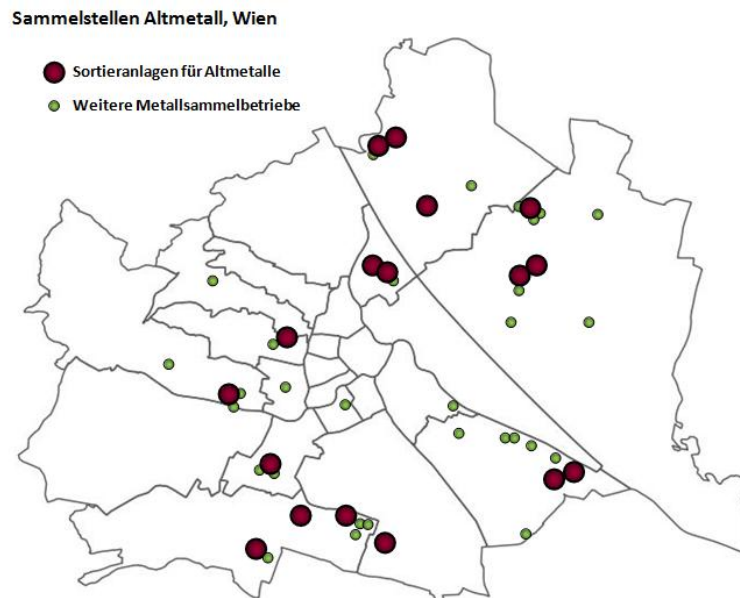 Sammelstellen Altmetall, Wien
Sortieranlagen für Altmetalle
Weitere Metallsammelbetriebe